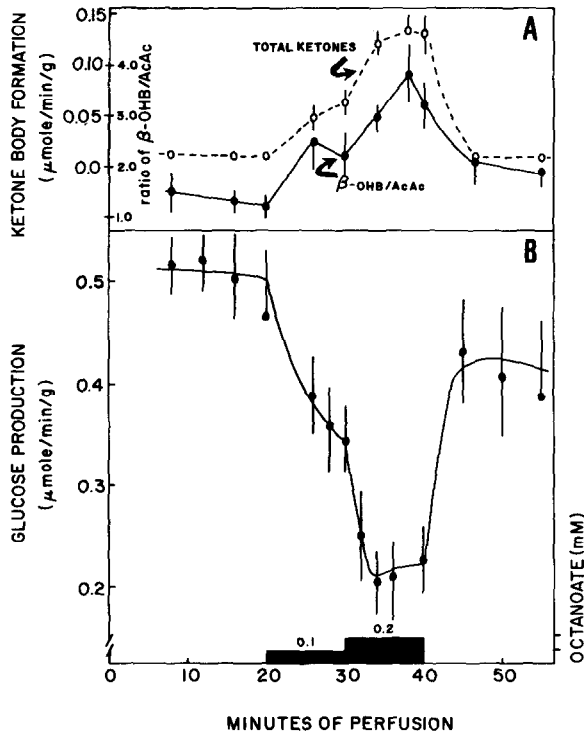 A
KETONE BODY FORMATION
(μmole/min/g)
0.15
0.10
0.05
0.0
ratio of β-OHB/AcAc
4.0
3.0
2.0
1.0
TOTAL KETONES
β-OHB/AcAc
B
GLUCOSE PRODUCTION
(μmole/min/g)
0.5
0.4
0.3
0.2
0.1
0.2
OCTANOATE (mM)
0 10 20 30 40 50
MINUTES OF PERFUSION